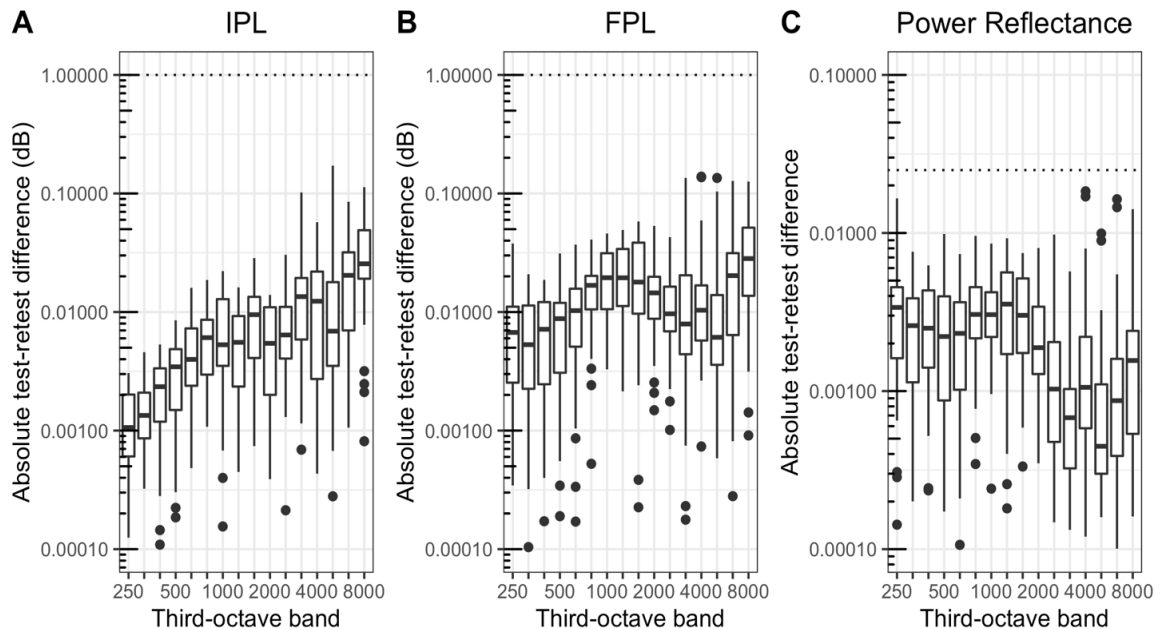 A IPL
B FPL
C Power Reflectance
Absolute test-retest difference (dB)
1.00000
0.10000
0.01000
0.00100
0.00010
250 500 1000 2000 4000 8000
Third-octave band
Absolute test-retest difference (dB)
1.00000
0.10000
0.01000
0.00100
0.00010
250 500 1000 2000 4000 8000
Third-octave band
Absolute test-retest difference
0.10000
0.01000
0.00100
0.00010
250 500 1000 2000 4000 8000
Third-octave band